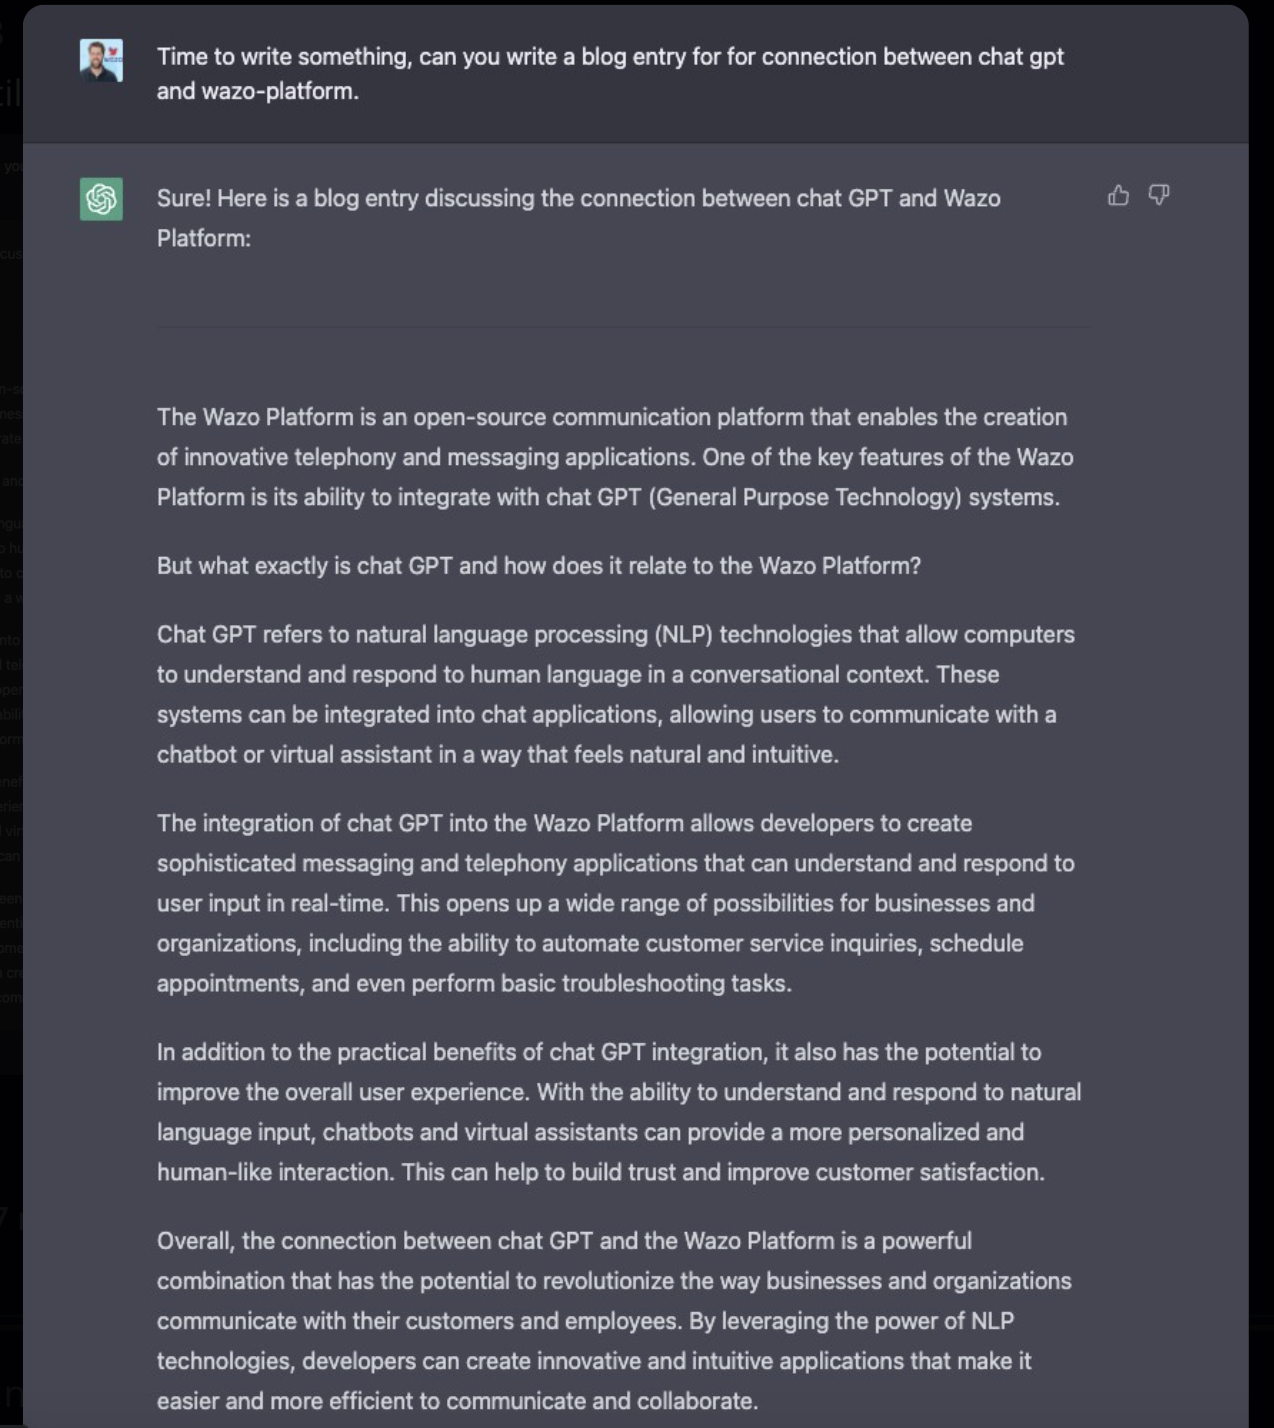 Time to write something, can you write a blog entry for for connection between chat gpt
and wazo-platform.
Sure! Here is a blog entry discussing the connection between chat GPT and Wazo
Platform:
The Wazo Platform is an open-source communication platform that enables the creation
of innovative telephony and messaging applications. One of the key features of the Wazo
Platform is its ability to integrate with chat GPT (General Purpose Technology) systems.
But what exactly is chat GPT and how does it relate to the Wazo Platform?
Chat GPT refers to natural language processing (NLP) technologies that allow computers
to understand and respond to human language in a conversational context. These
systems can be integrated into chat applications, allowing users to communicate with a
chatbot or virtual assistant in a way that feels natural and intuitive.
The integration of chat GPT into the Wazo Platform allows developers to create
sophisticated messaging and telephony applications that can understand and respond to
user input in real-time. This opens up a wide range of possibilities for businesses and
organizations, including the ability to automate customer service inquiries, schedule
appointments, and even perform basic troubleshooting tasks.
In addition to the practical benefits of chat GPT integration, it also has the potential to
improve the overall user experience. With the ability to understand and respond to natural
language input, chatbots and virtual assistants can provide a more personalized and
human-like interaction. This can help to build trust and improve customer satisfaction.
Overall, the connection between chat GPT and the Wazo Platform is a powerful
combination that has the potential to revolutionize the way businesses and organizations
communicate with their customers and employees. By leveraging the power of NLP
technologies, developers can create innovative and intuitive applications that make it
easier and more efficient to communicate and collaborate.